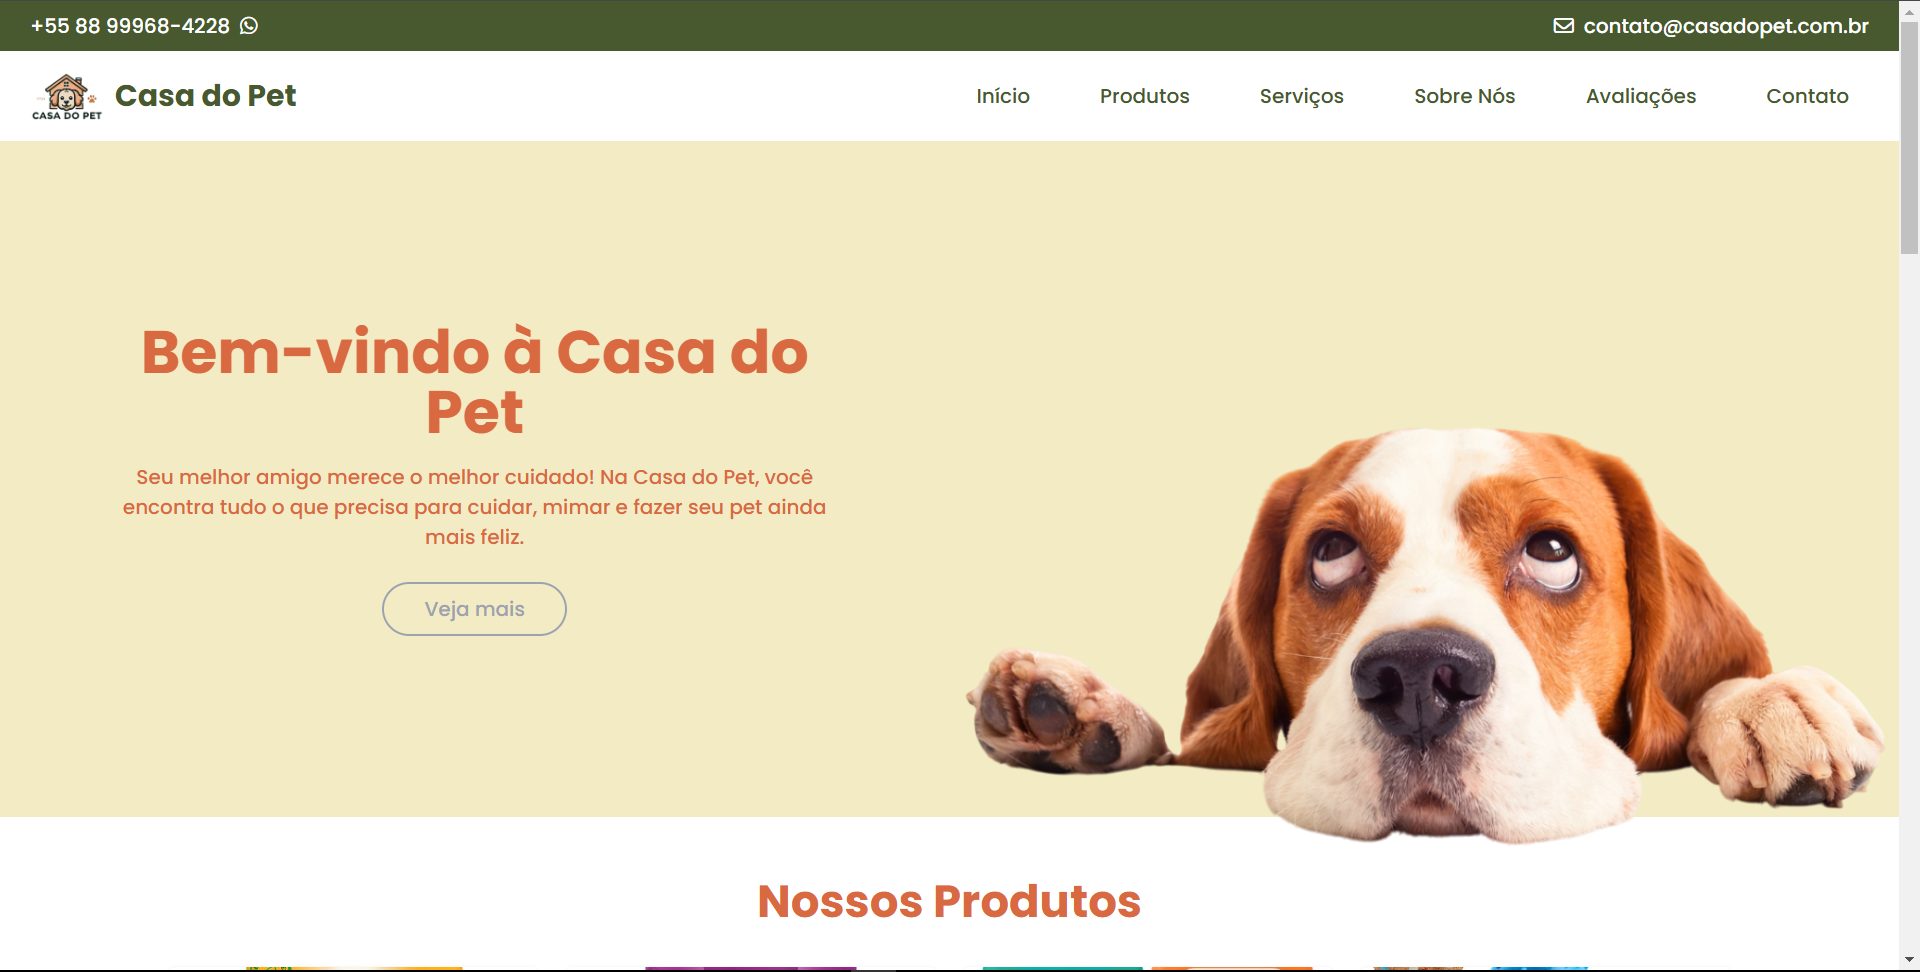 +55 88 99968-4228
contato@casadopet.com.br
CASA DO PET
Casa do Pet
Início
Produtos
Serviços
Sobre Nós
Avaliações
Contato
Bem-vindo à Casa do
Pet
Seu melhor amigo merece o melhor cuidado! Na Casa do Pet, você
encontra tudo o que precisa para cuidar, mimar e fazer seu pet ainda
mais feliz.
Veja mais
Nossos Produtos